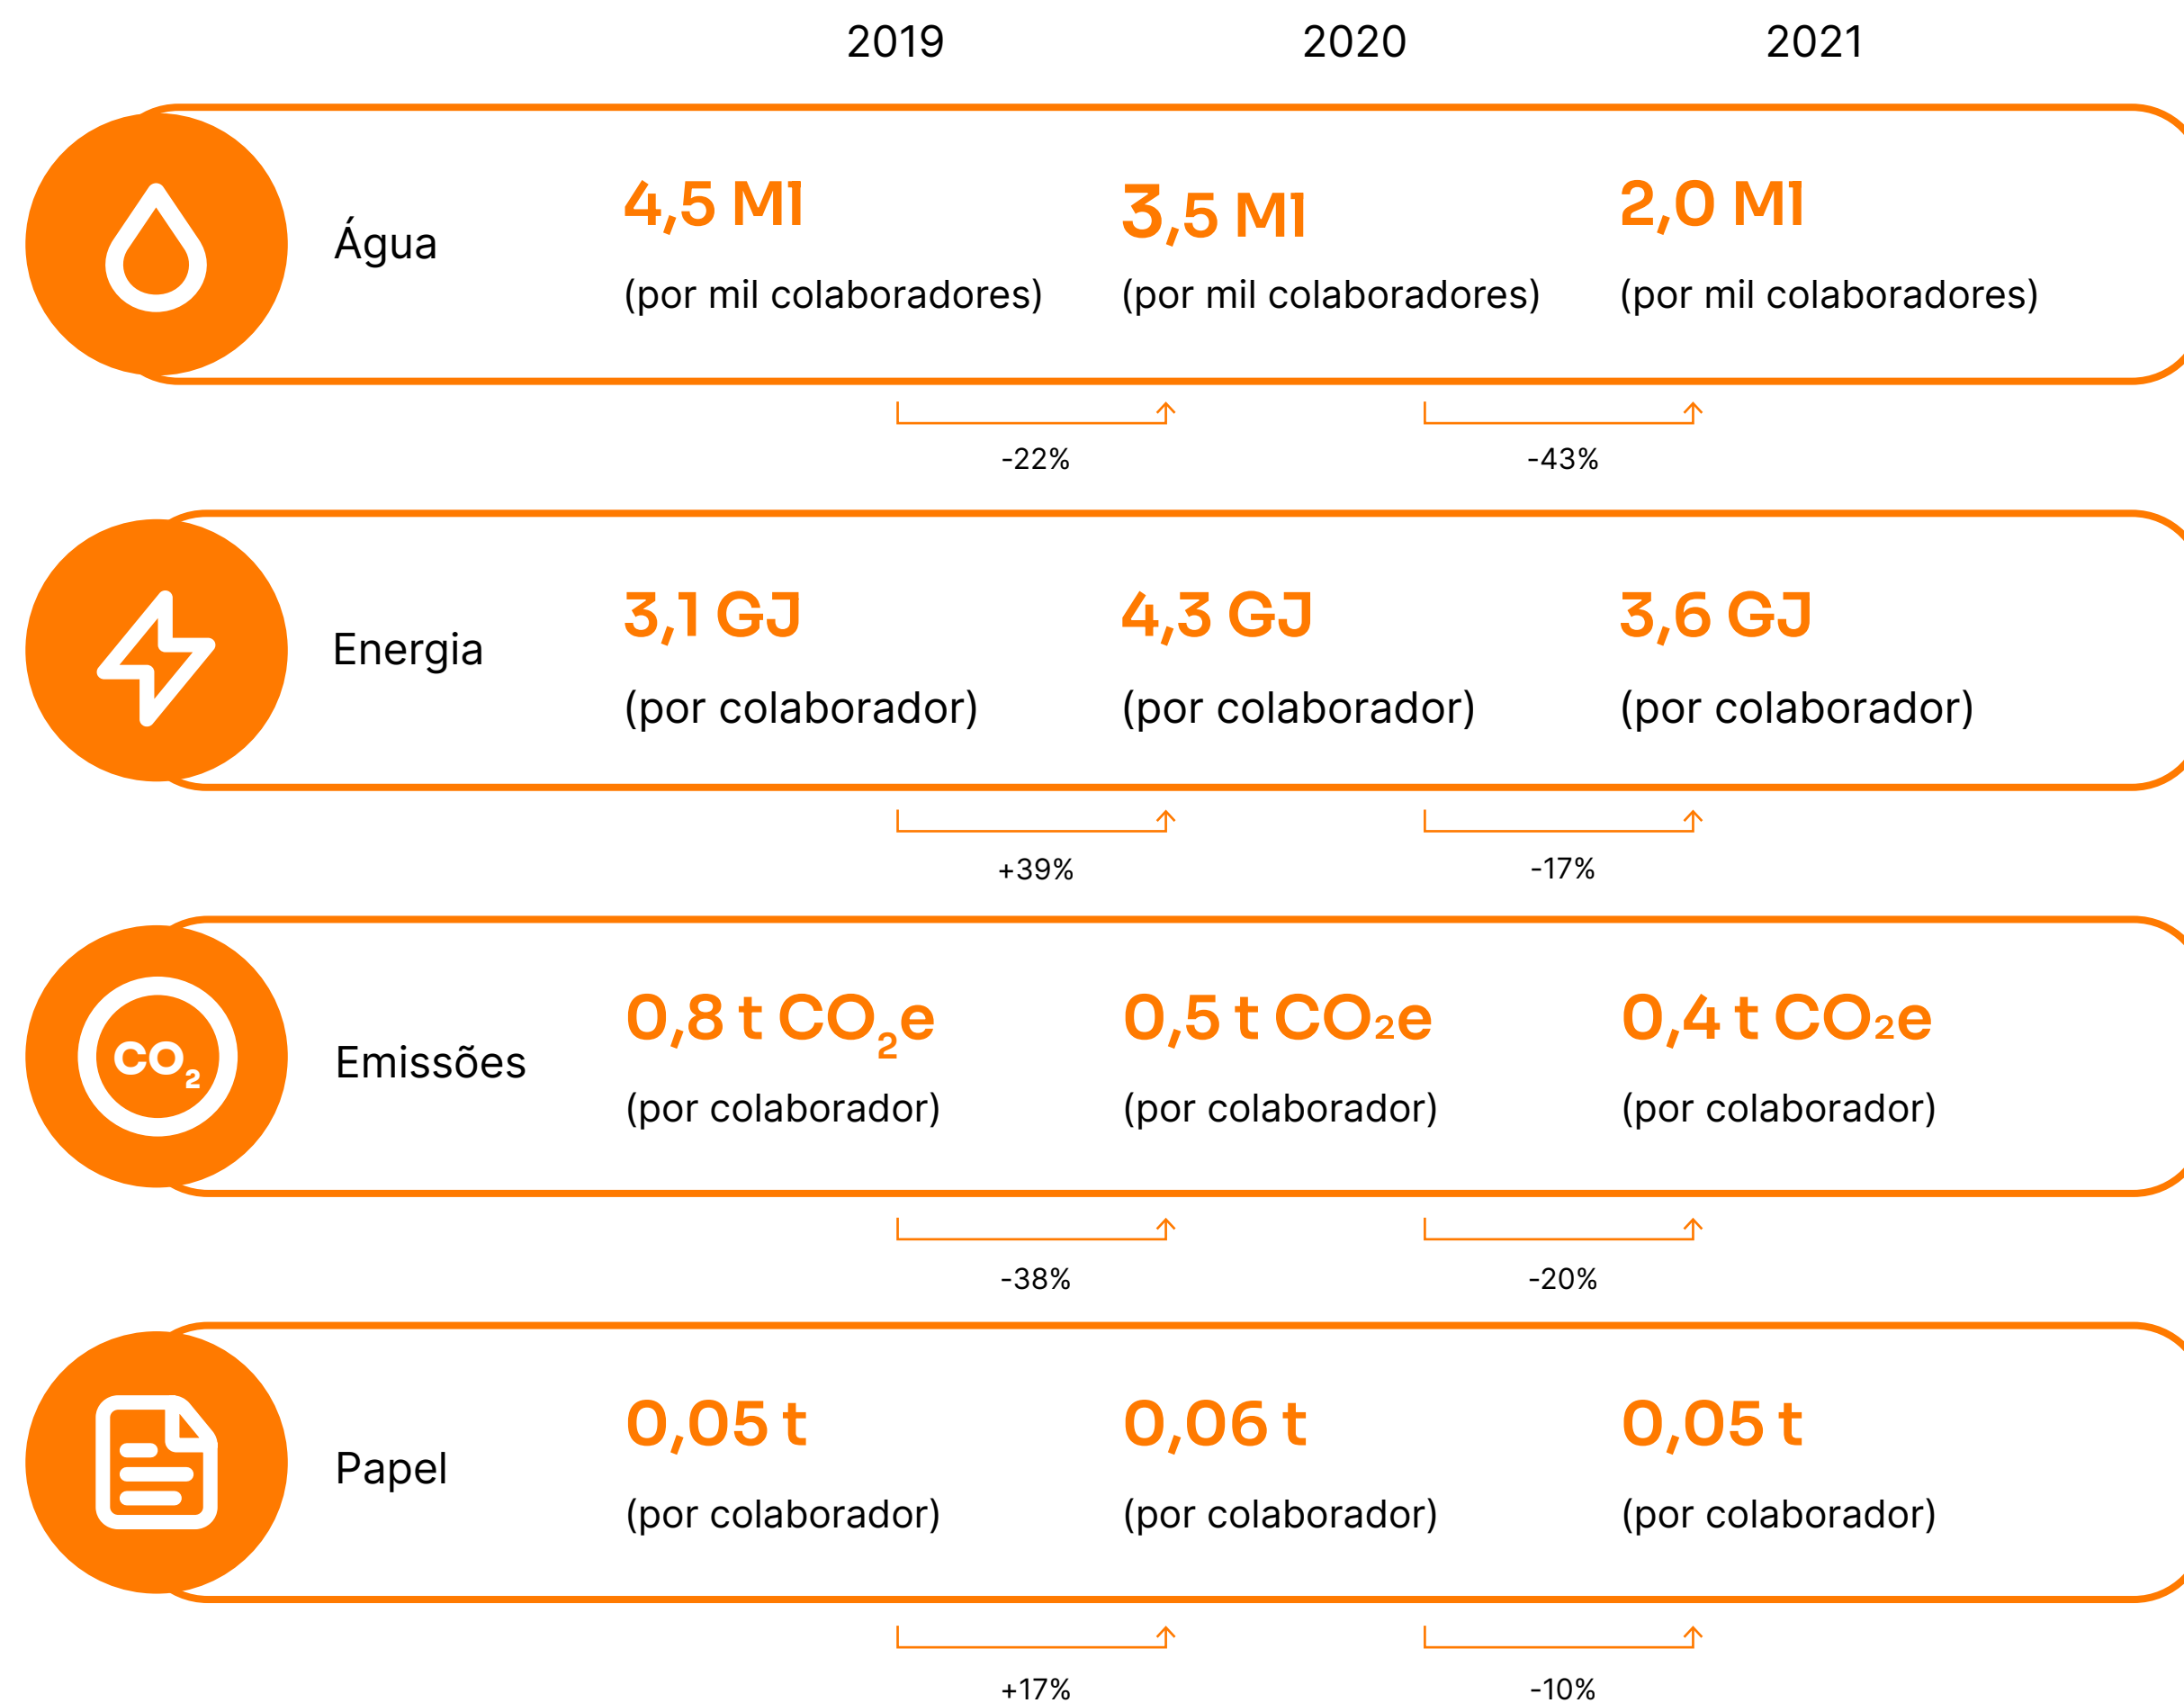 2019 2020 2021
Água
4,5 Ml 3,5 Ml 2,0 Ml
(por mil colaboradores) (por mil colaboradores) (por mil colaboradores)
-22% -43%
Energia
3,1 GJ 4,3 GJ 3,6 GJ
(por colaborador) (por colaborador) (por colaborador)
+39% -17%
CO₂
Emissões
0,8 t CO₂e 0,5 t CO₂e 0,4 t CO₂e
(por colaborador) (por colaborador) (por colaborador)
-38% -20%
Papel
0,05 t 0,06 t 0,05 t
(por colaborador) (por colaborador) (por colaborador)
+17% -10%